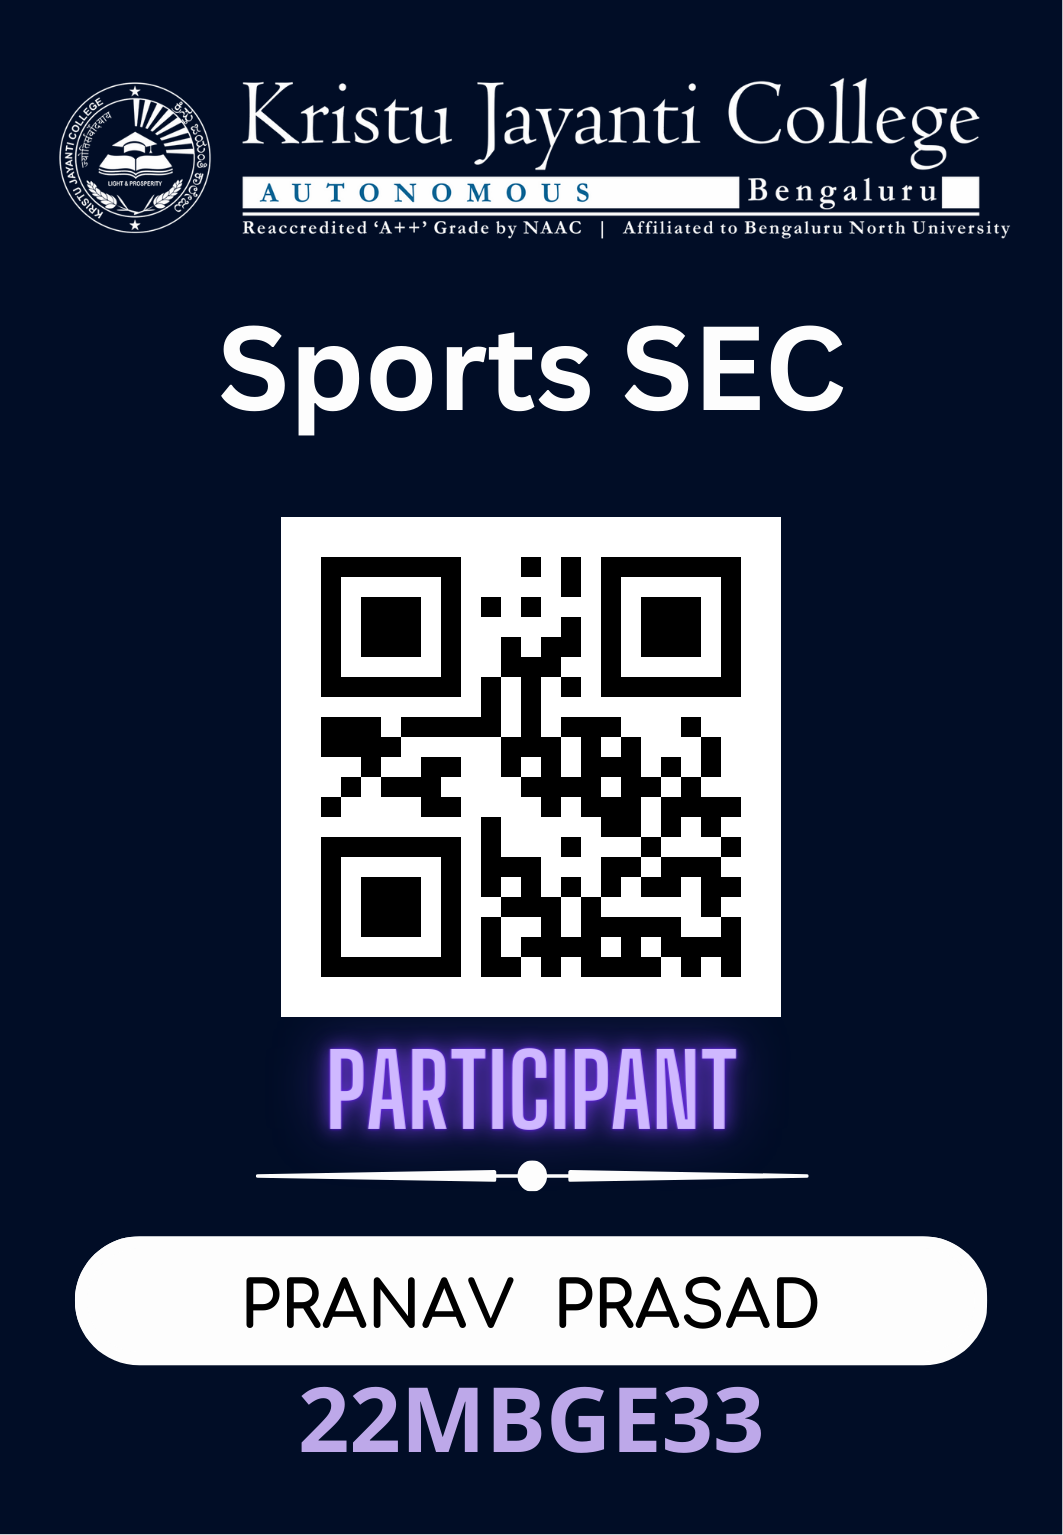 KRISTU JAYANTI COLLEGE
ಕ್ರಿಸ್ತು ಜಯಂತಿ ಕಾಲೇಜು
LIGHT & PROSPERITY
Kristu Jayanti College
AUTONOMOUS Bengaluru
Reaccredited ‘A++’ Grade by NAAC | Affiliated to Bengaluru North University
Sports SEC
PARTICIPANT
PRANAV PRASAD
22MBGE33